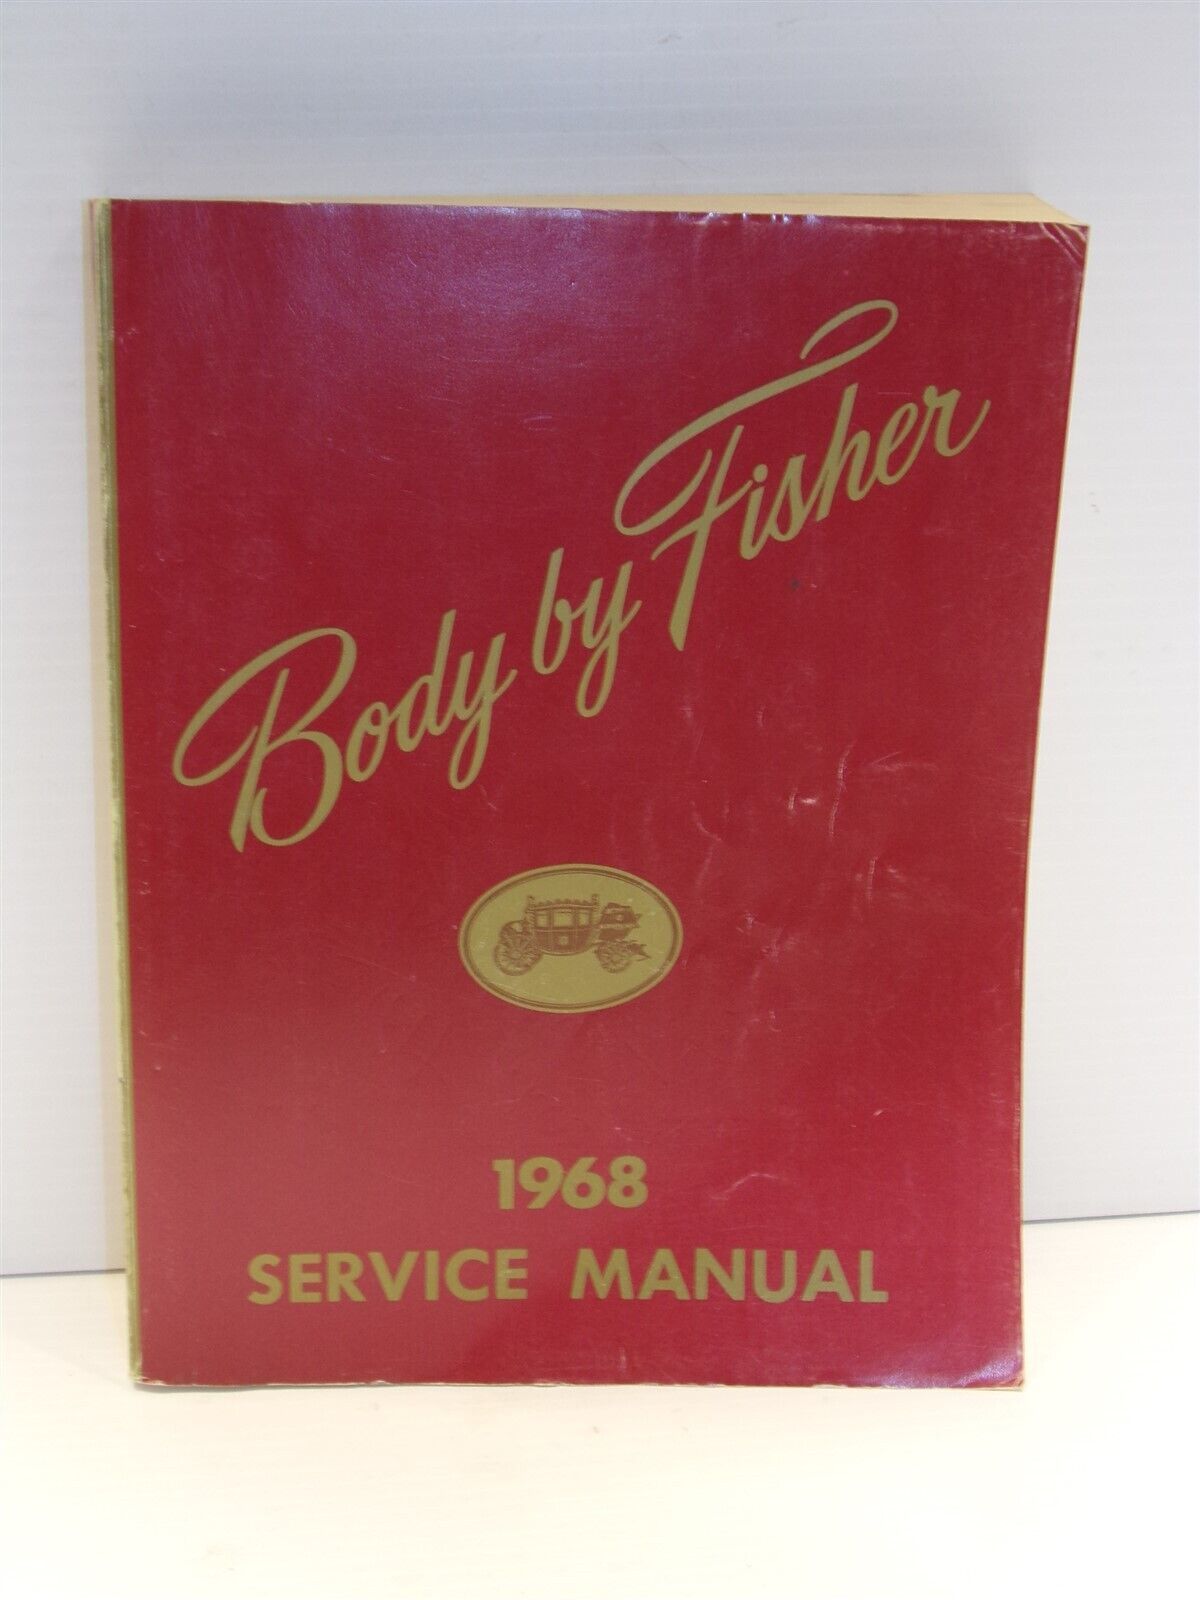 Body by Fisher
1968
SERVICE MANUAL